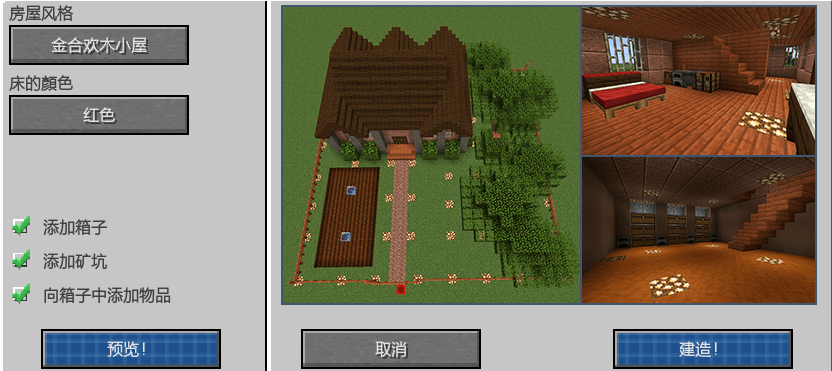 房屋风格
金合欢木小屋
床的顏色
红色
添加箱子
添加矿坑
向箱子中添加物品
预览!
取消
建造!